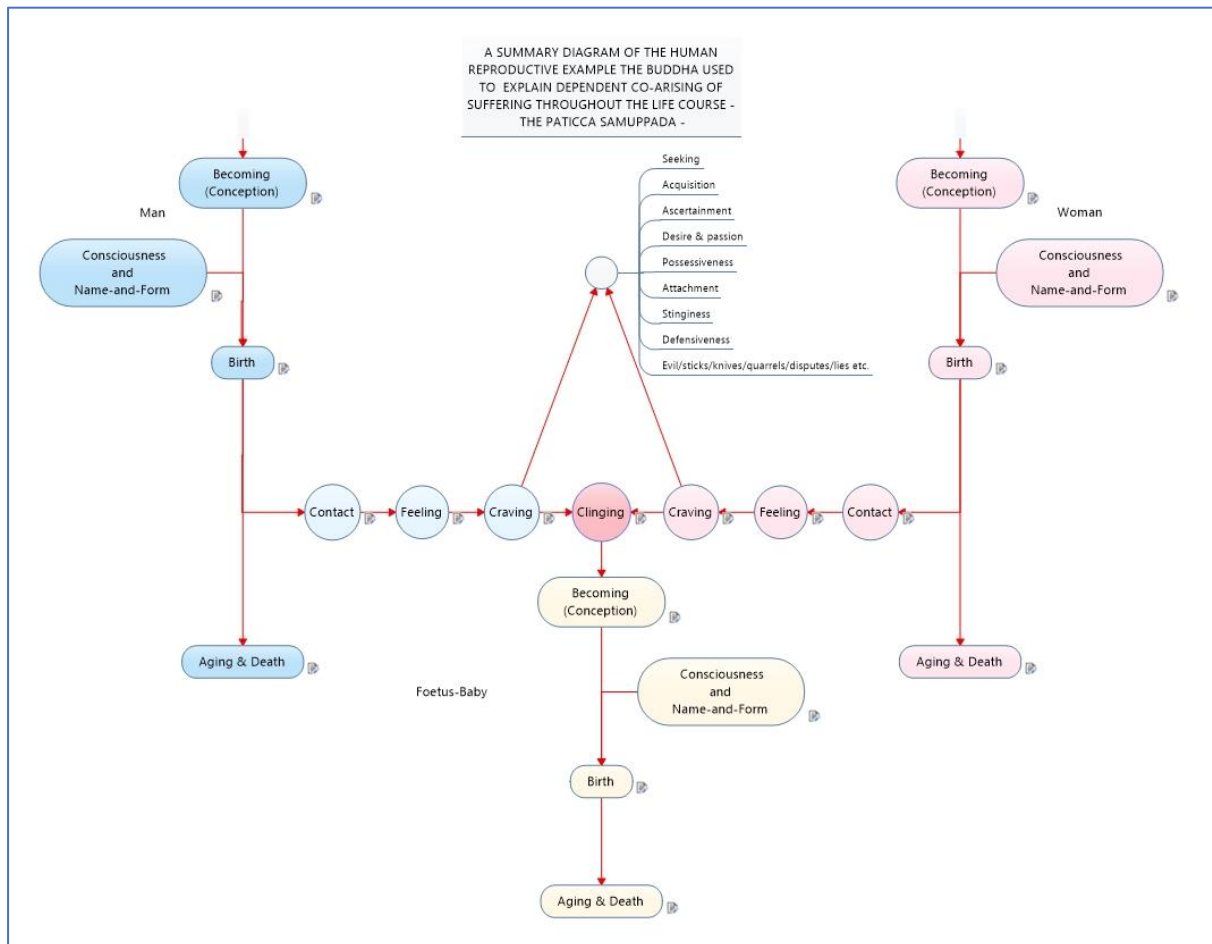 A SUMMARY DIAGRAM OF THE HUMAN
REPRODUCTIVE EXAMPLE THE BUDDHA USED
TO EXPLAIN DEPENDENT CO-ARISING OF
SUFFERING THROUGHOUT THE LIFE COURSE -
THE PATICCA SAMUPPADA -
Becoming
(Conception)
Man
Consciousness
and
Name-and-Form
Birth
Seeking
Acquisition
Ascertainment
Desire & passion
Possessiveness
Attachment
Stinginess
Defensiveness
Evil/sticks/knives/quarrels/disputes/lies etc.
Becoming
(Conception)
Woman
Consciousness
and
Name-and-Form
Birth
Contact
Feeling
Craving
Clinging
Craving
Feeling
Contact
Aging & Death
Becoming
(Conception)
Aging & Death
Foetus-Baby
Consciousness
and
Name-and-Form
Birth
Aging & Death